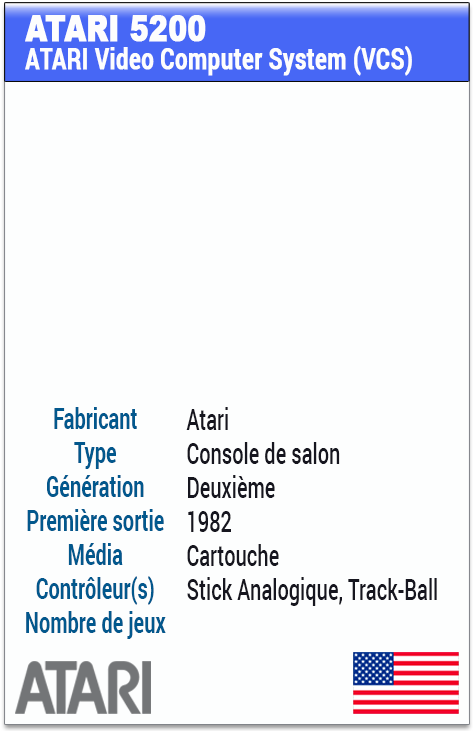 ATARI 5200
ATARI Video Computer System (VCS)
Fabricant Atari
Type Console de salon
Génération Deuxième
Première sortie 1982
Média Cartouche
Contrôleur(s) Stick Analogique, Track-Ball
Nombre de jeux
ATARI